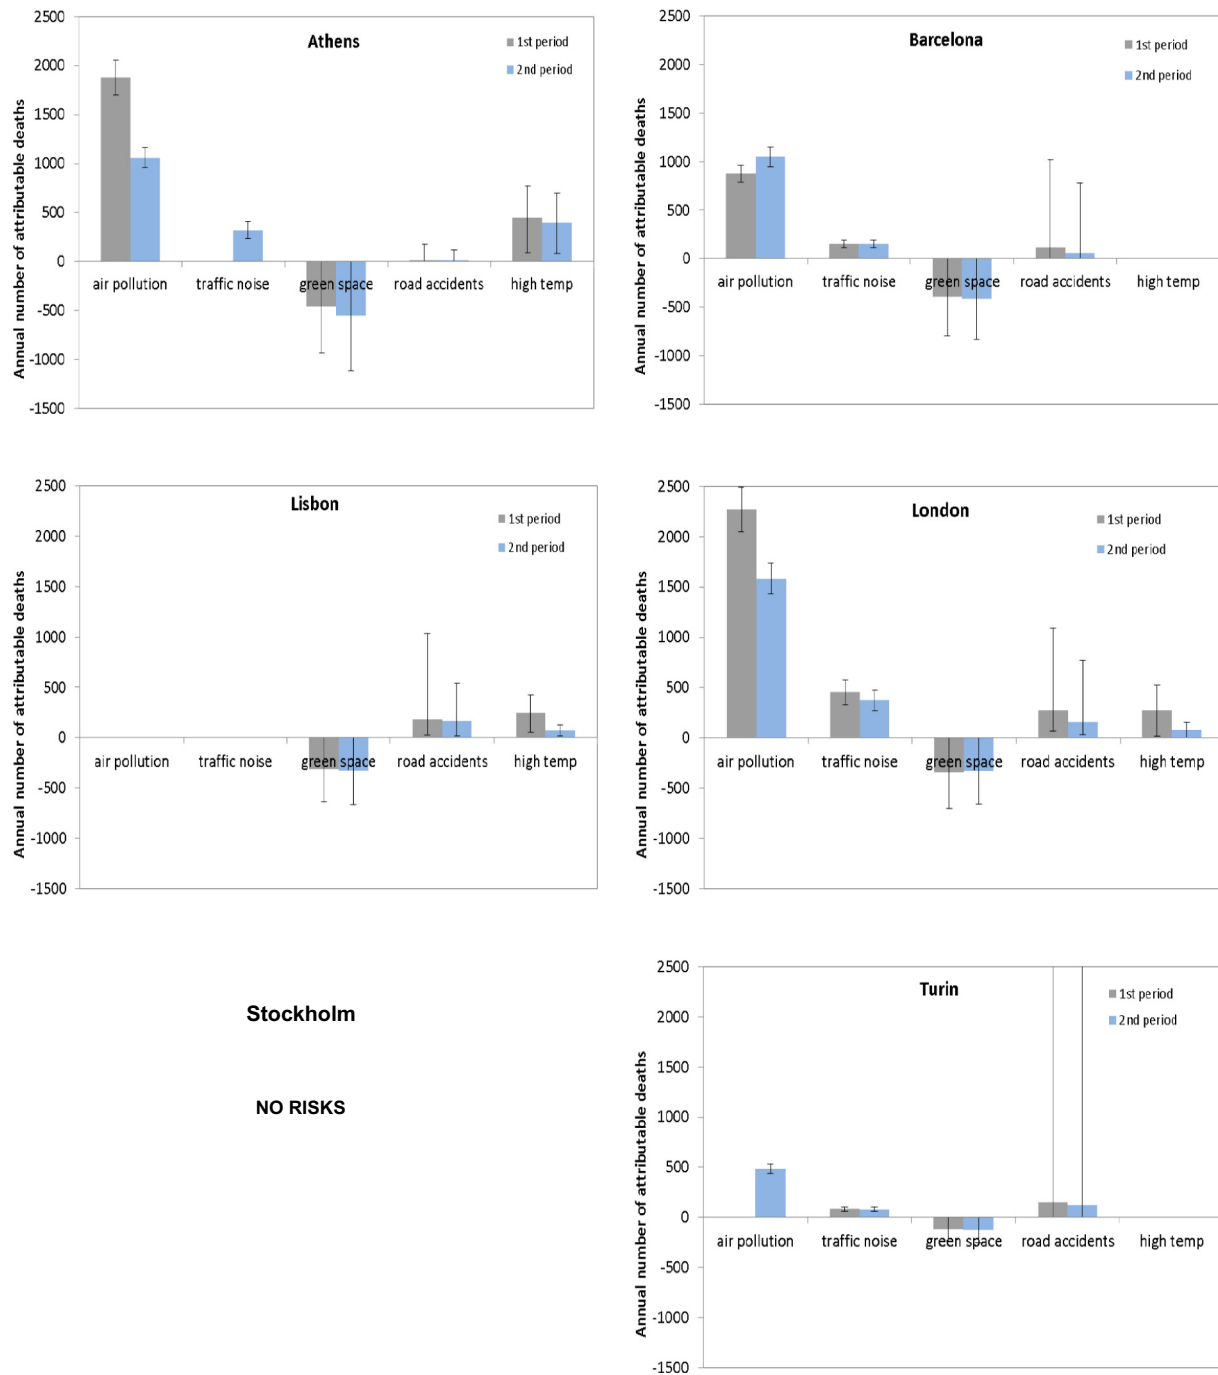 Athens
1st period
2nd period
Annual number of attributable deaths
2500
2000
1500
1000
500
0
-500
-1000
-1500
air pollution traffic noise green space road accidents high temp
Barcelona
1st period
2nd period
Annual number of attributable deaths
2500
2000
1500
1000
500
0
-500
-1000
-1500
air pollution traffic noise green space road accidents high temp
Lisbon
1st period
2nd period
Annual number of attributable deaths
2500
2000
1500
1000
500
0
-500
-1000
-1500
air pollution traffic noise green space road accidents high temp
London
1st period
2nd period
Annual number of attributable deaths
2500
2000
1500
1000
500
0
-500
-1000
-1500
air pollution traffic noise green space road accidents high temp
Stockholm
NO RISKS
Turin
1st period
2nd period
Annual number of attributable deaths
2500
2000
1500
1000
500
0
-500
-1000
-1500
air pollution traffic noise green space road accidents high temp